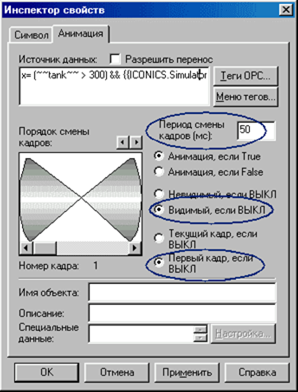 Инспектор свойств
Символ Анимация
Источник данных: Разрешить перенос
x= (~~tank~~ > 300) && ({{ICONICS.Simulator
Теги OPC...
Меню тегов...
Порядок смены кадров:
Период смены кадров (мс): 50
Анимация, если True
Анимация, если False
Невидимый, если ВЫКЛ
Видимый, если ВЫКЛ
Текущий кадр, если ВЫКЛ
Первый кадр, если ВЫКЛ
Номер кадра: 1
Имя объекта:
Описание:
Специальные данные:
Настройка...
OK Отмена Применить Справка